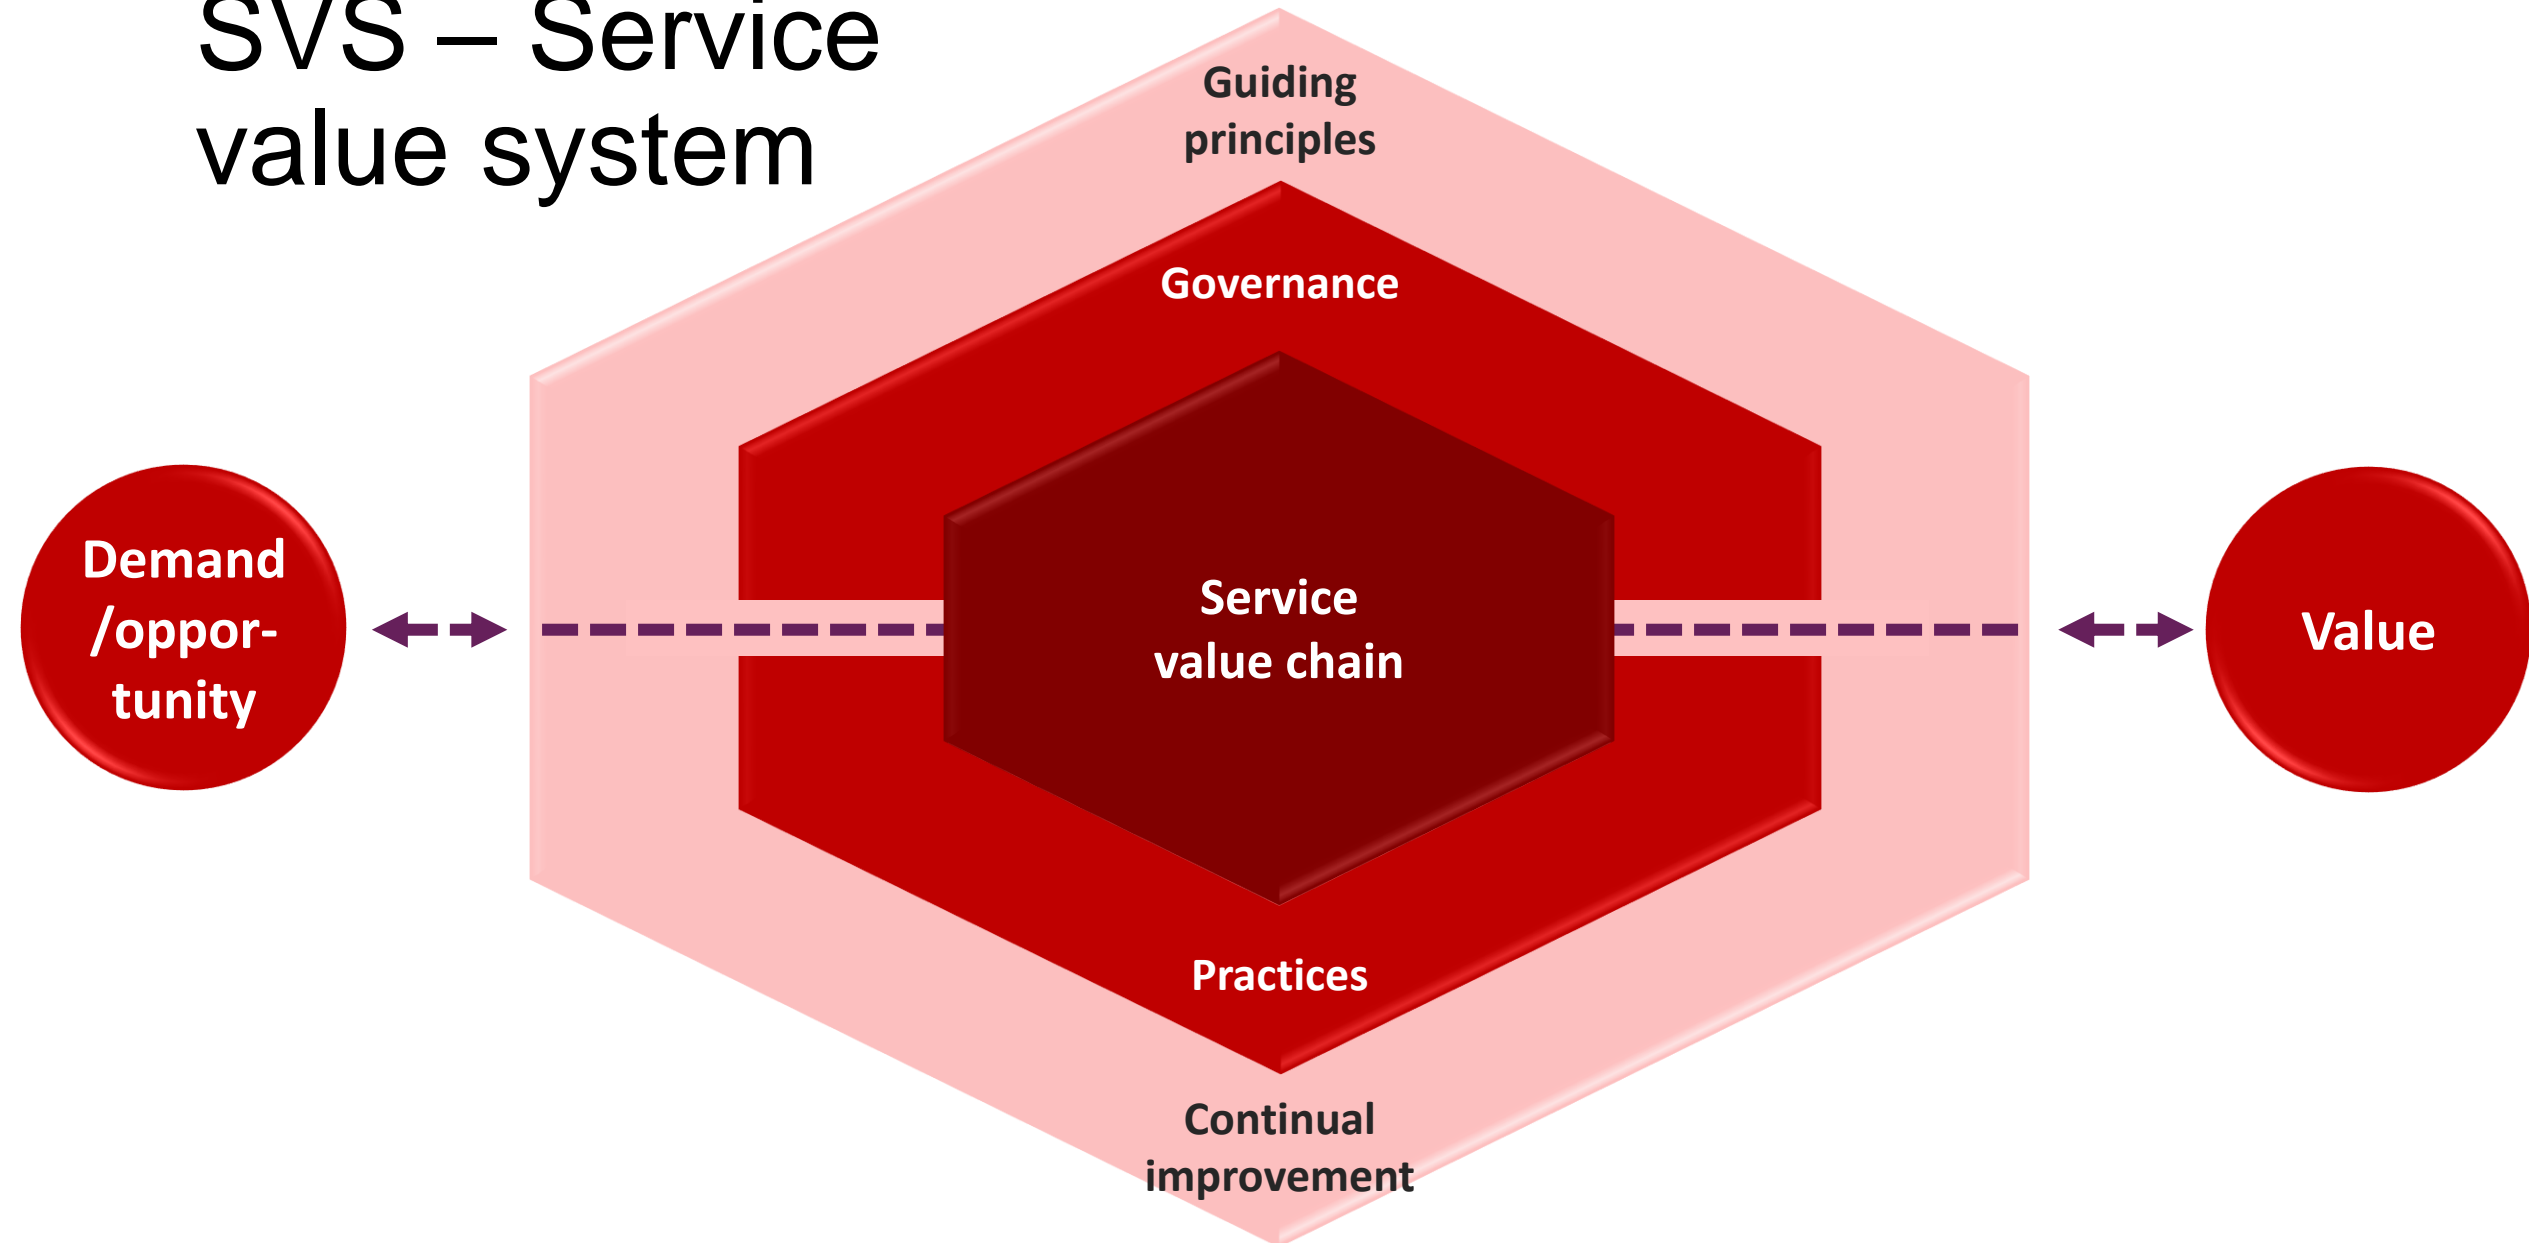 SVS – Service
value system
Guiding
principles
Governance
Demand
/oppor-
tunity
Service
value chain
Value
Practices
Continual
improvement